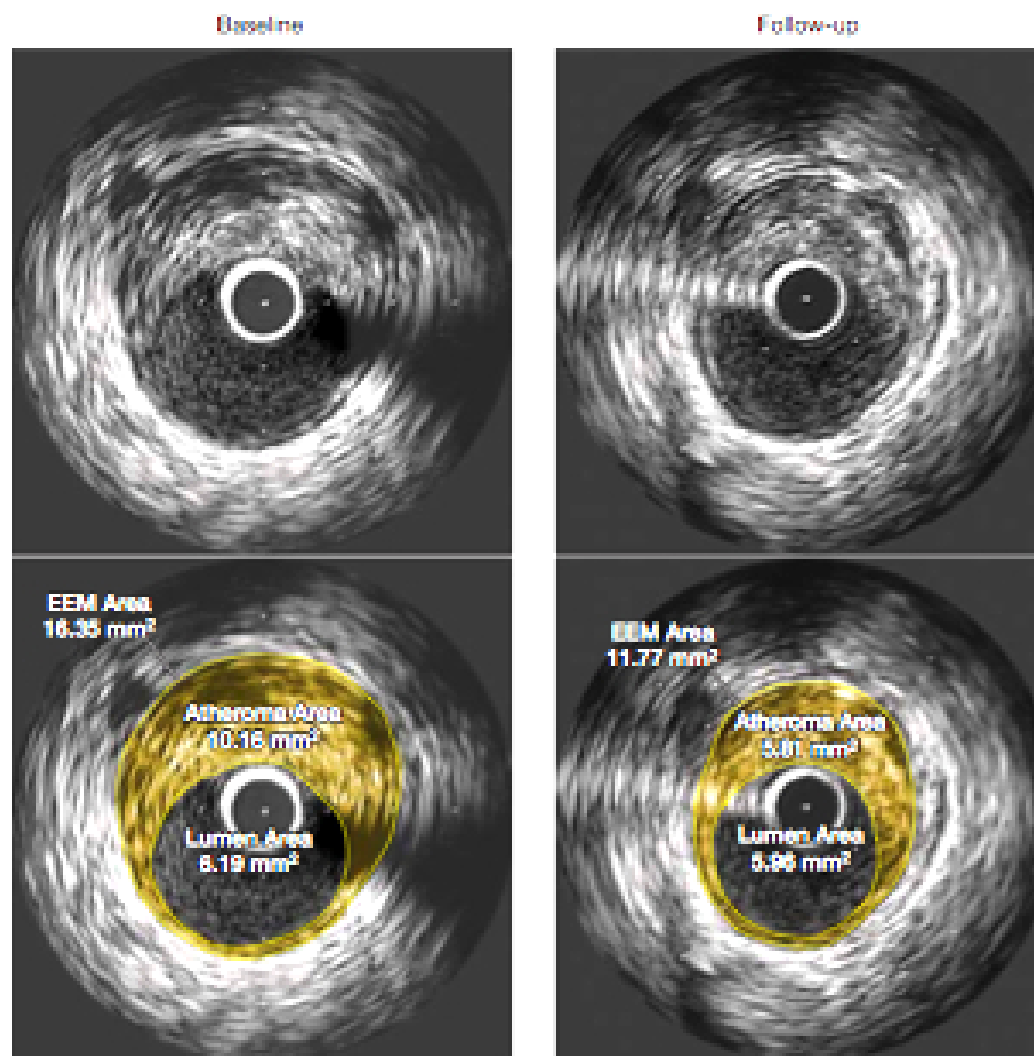 Baseline
Follow-up
EEM Area
16.35 mm²
Atheroma Area
10.16 mm²
Lumen Area
6.19 mm²
EEM Area
11.77 mm²
Atheroma Area
5.81 mm²
Lumen Area
5.96 mm²